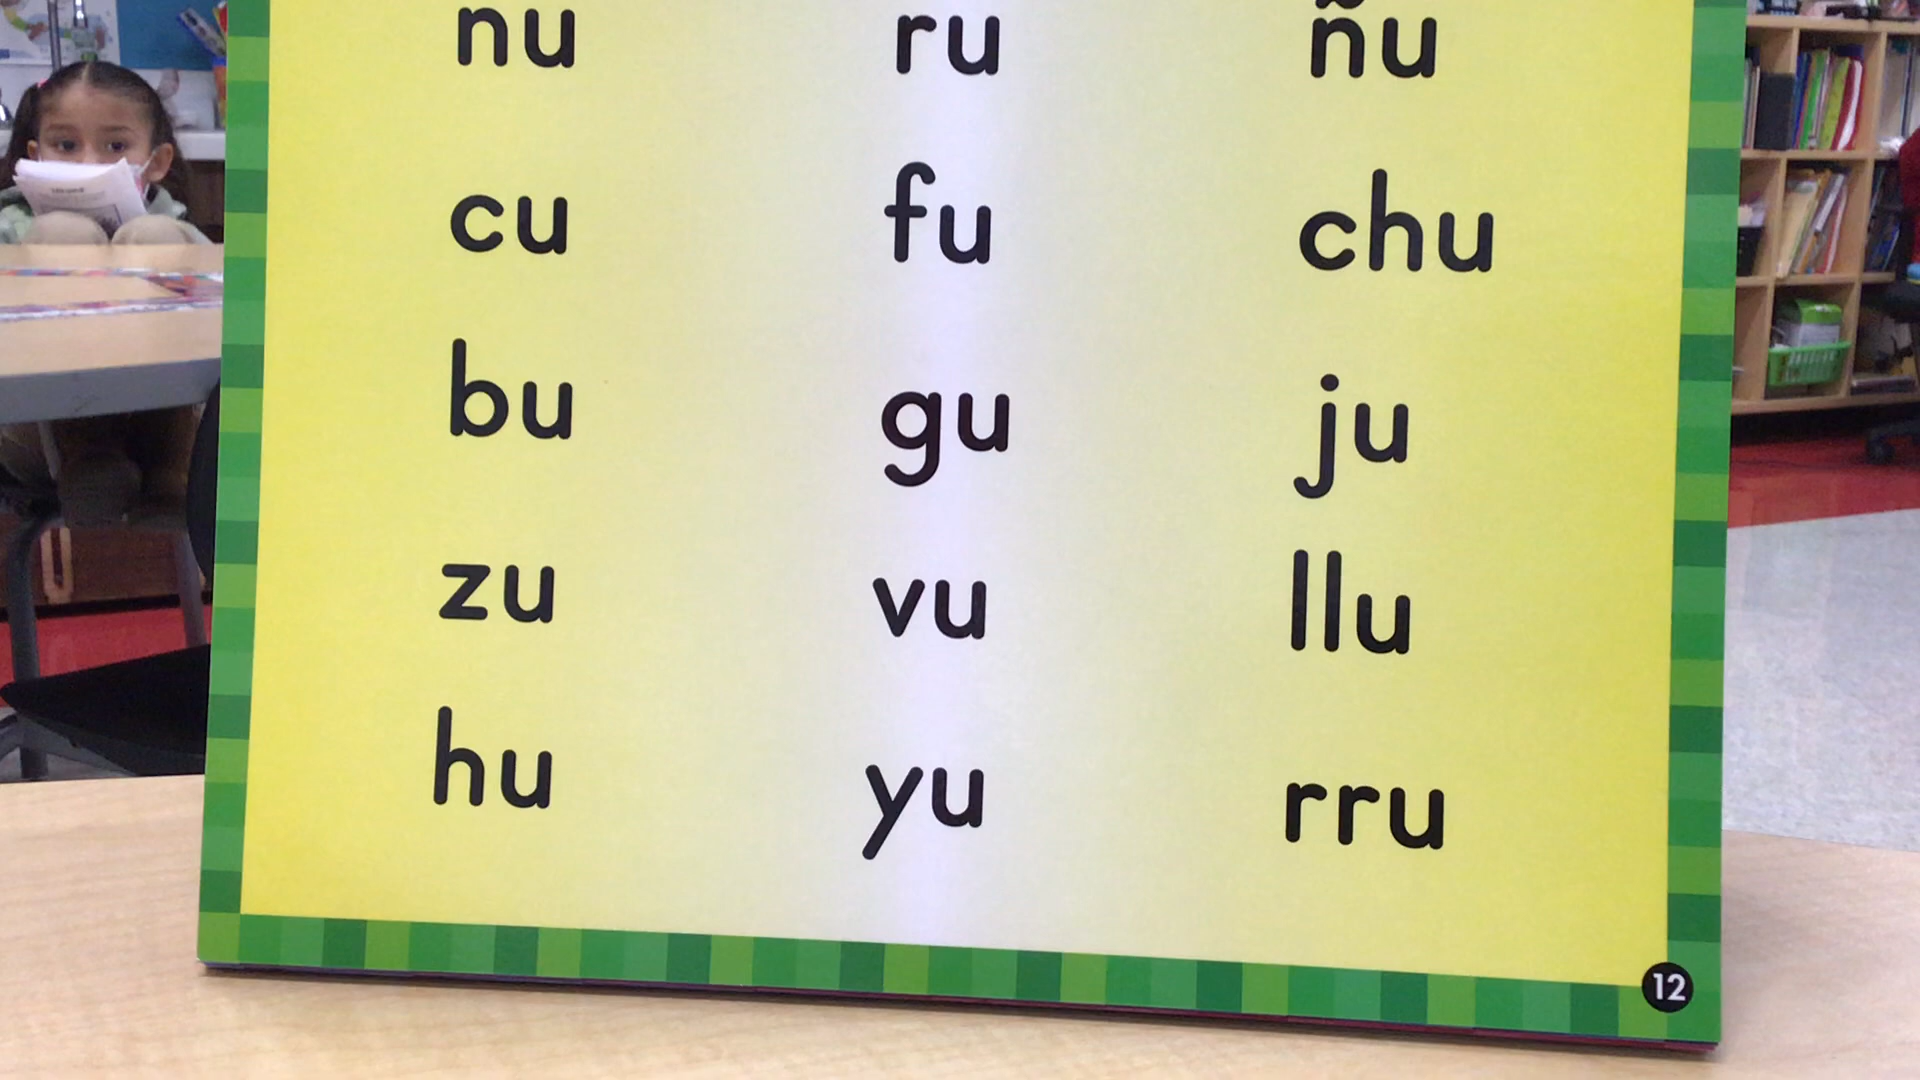 nu ru ñu
cu fu chu
bu gu ju
zu vu llu
hu yu rru
12